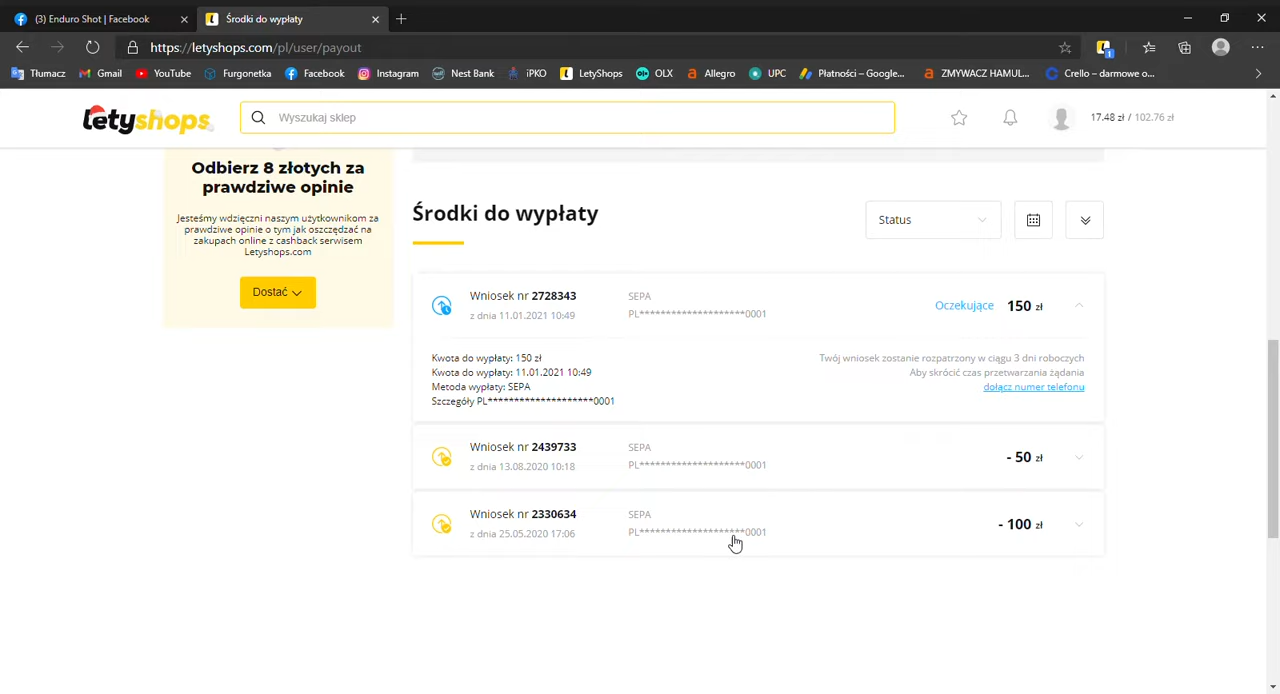 (3) Enduro Shot | Facebook
Środki do wypłaty
https://letyshops.com/pl/user/payout
1
Tłumacz
Gmail
YouTube
Furgonetka
Facebook
Instagram
Nest Bank
iPKO
LetyShops
OLX
Allegro
UPC
Płatności – Google...
ZMYWACZ HAMUL...
Crello – darmowe o...
letyshops
Wyszukaj sklep
17.48 zł / 102.76 zł
Odbierz 8 złotych za
prawdziwe opinie
Jesteśmy wdzięczni naszym użytkownikom za
prawdziwe opinie o tym jak oszczędzać na
zakupach online z cashback serwisem
Letyshops.com
Dostać
Środki do wypłaty
Status
Wniosek nr 2728343
z dnia 11.01.2021 10:49
SEPA
PL********************0001
Oczekujące 150 zł
Kwota do wypłaty: 150 zł
Kwota do wypłaty: 11.01.2021 10:49
Metoda wypłaty: SEPA
Szczegóły PL********************0001
Twój wniosek zostanie rozpatrzony w ciągu 3 dni roboczych
Aby skrócić czas przetwarzania żądania
dołącz numer telefonu
Wniosek nr 2439733
z dnia 13.08.2020 10:18
SEPA
PL********************0001
- 50 zł
Wniosek nr 2330634
z dnia 25.05.2020 17:06
SEPA
PL********************0001
- 100 zł